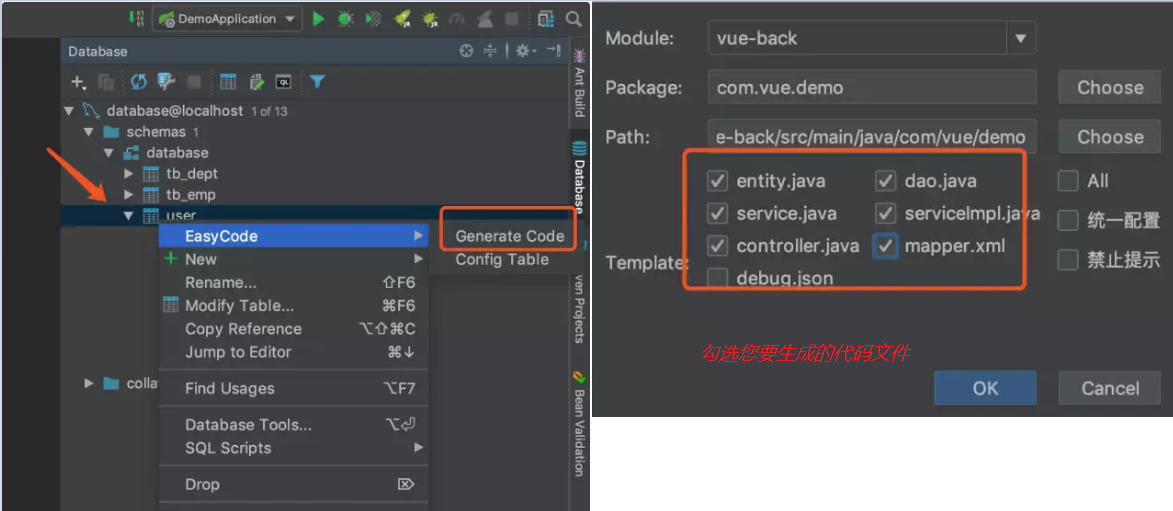 DemoApplication
Database
database@localhost 1 of 13
schemas 1
database
tb_dept
tb_emp
user
EasyCode
New
Rename... ⇧F6
Modify Table... ⌘F6
Copy Reference ⌥⇧⌘C
Jump to Editor ⌘↓
Find Usages ⌥F7
Database Tools... ⌥⏎
SQL Scripts
Drop ⌦
Generate Code
Config Table
Ant Build
Database
ven Projects
Bean Validation
Module: vue-back
Package: com.vue.demo Choose
Path: e-back/src/main/java/com/vue/demo Choose
Template:
entity.java dao.java All
service.java serviceImpl.java 统一配置
controller.java mapper.xml 禁止提示
debug.json
勾选您要生成的代码文件
OK Cancel